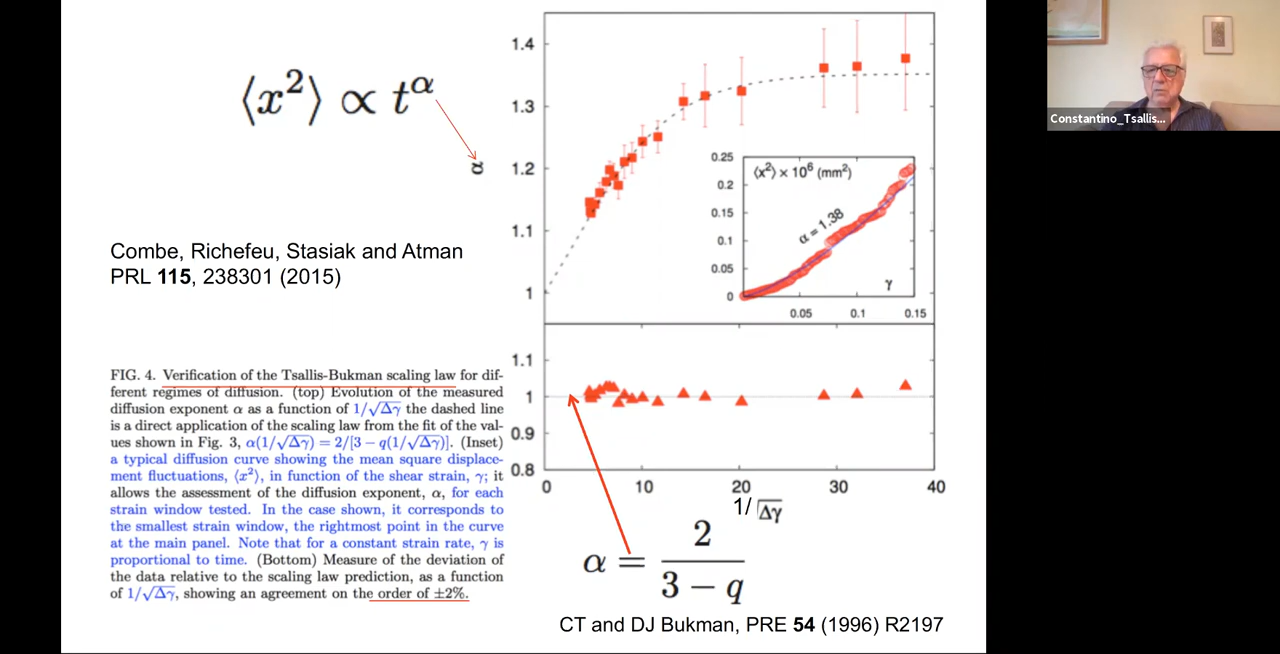 ⟨x²⟩ ∝ t^α
Combe, Richefeu, Stasiak and Atman
PRL 115, 238301 (2015)
FIG. 4. Verification of the Tsallis-Bukman scaling law for dif-
ferent regimes of diffusion. (top) Evolution of the measured
diffusion exponent α as a function of 1/√Δγ the dashed line
is a direct application of the scaling law from the fit of the val-
ues shown in Fig. 3, α(1/√Δγ) = 2/[3 − q(1/√Δγ)]. (Inset)
a typical diffusion curve showing the mean square displace-
ment fluctuations, ⟨x²⟩, in function of the shear strain, γ; it
allows the assessment of the diffusion exponent, α, for each
strain window tested. In the case shown, it corresponds to
the smallest strain window, the rightmost point in the curve
at the main panel. Note that for a constant strain rate, γ is
proportional to time. (Bottom) Measure of the deviation of
the data relative to the scaling law prediction, as a function
of 1/√Δγ, showing an agreement on the order of ±2%.
α
1.4
1.3
1.2
1.1
1
0.25
0.2
0.15
0.1
0.05
0
⟨x²⟩ × 10⁶ (mm²)
α = 1.38
γ
0.05 0.1 0.15
1.1
1
0.9
0.8
0 10 20 30 40
1/√Δγ
α = 2/(3 − q)
CT and DJ Bukman, PRE 54 (1996) R2197
Constantino_Tsallis...